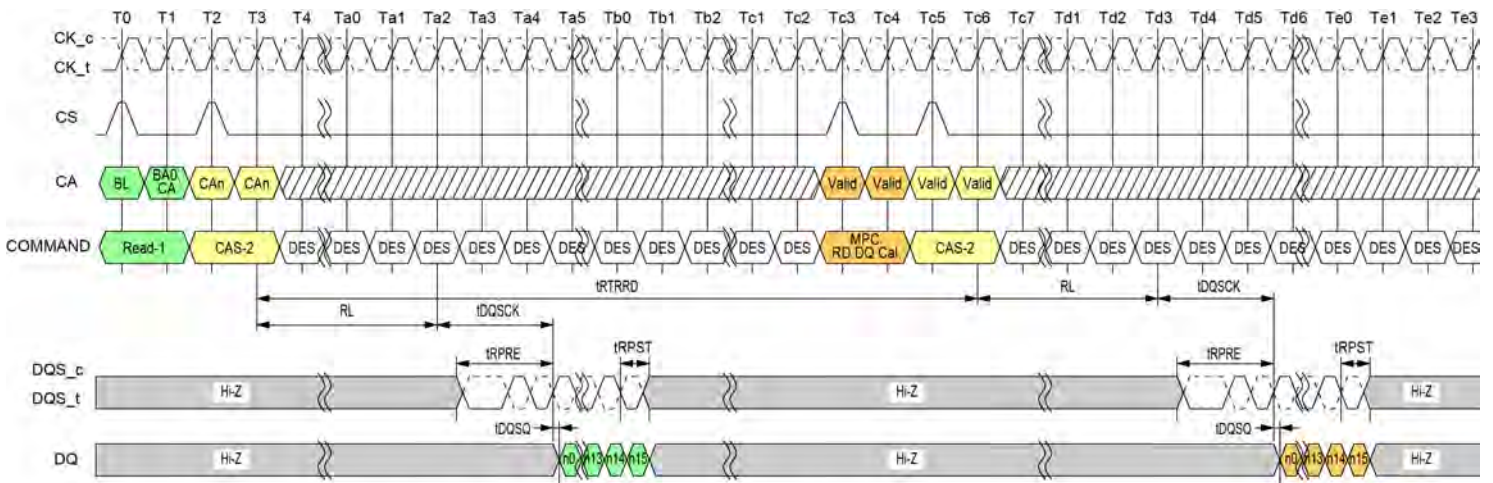 T0 T1 T2 T3 T4 Ta0 Ta1 Ta2 Ta3 Ta4 Ta5 Tb0 Tb1 Tb2 Tc1 Tc2 Tc3 Tc4 Tc5 Tc6 Tc7 Td1 Td2 Td3 Td4 Td5 Td6 Te0 Te1 Te2 Te3
CK_c
CK_t
CS
CA BL BA0 CA CAn CAn Valid Valid Valid Valid
COMMAND Read-1 CAS-2 DES DES DES DES DES DES DES DES DES DES DES DES MPC RD DQ Cal. CAS-2 DES DES DES DES DES DES DES DES DES DES DES
tRTRRD
RL tDQSCK RL tDQSCK
tRPRE tRPST tRPRE tRPST
DQS_c
DQS_t
Hi-Z Hi-Z Hi-Z
tDQSQ tDQSQ
DQ Hi-Z n0 n13 n14 n15 Hi-Z n0 n13 n14 n15 Hi-Z